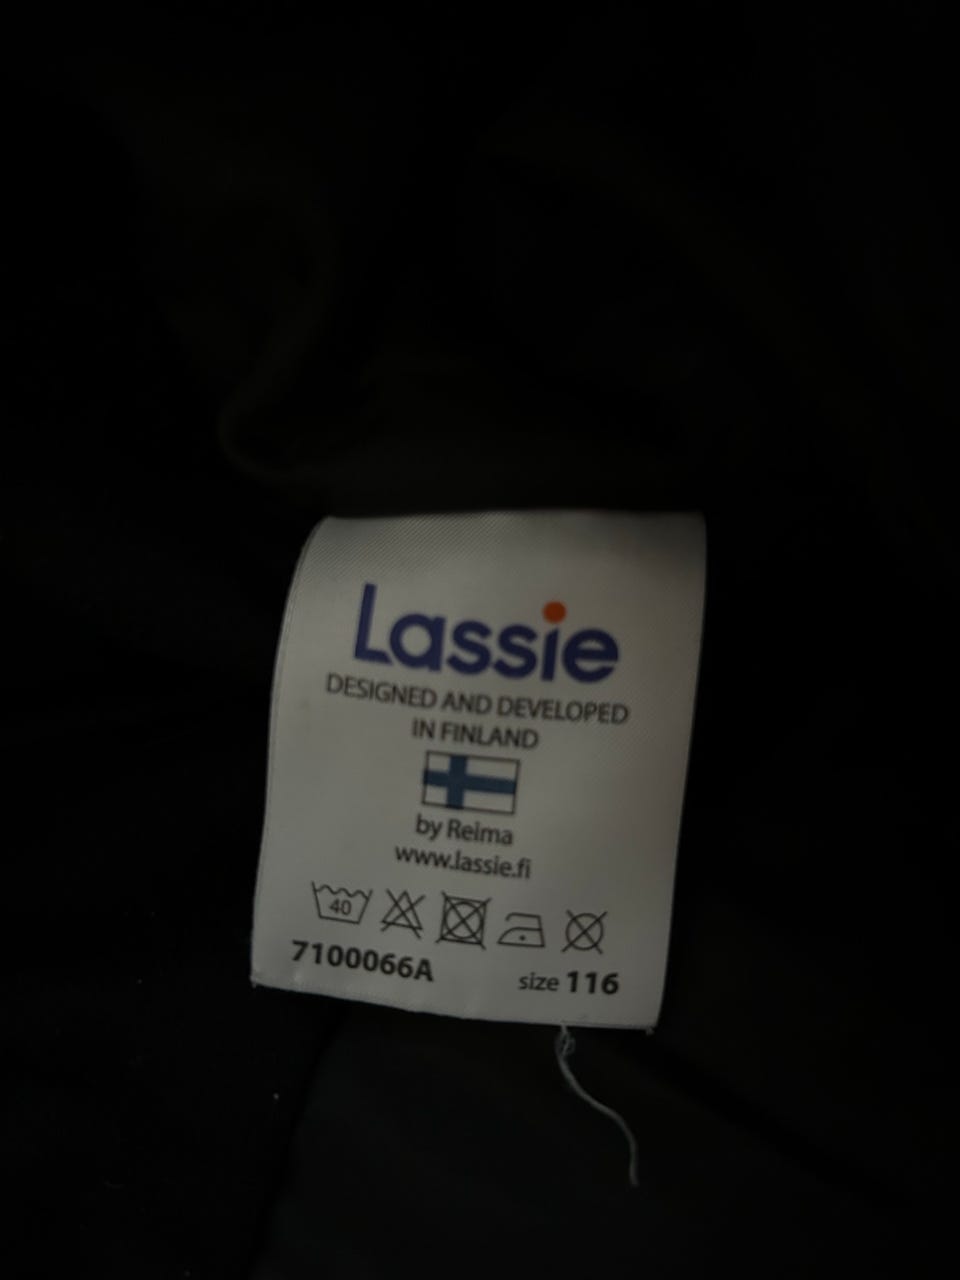 Lassie
DESIGNED AND DEVELOPED
IN FINLAND
by Reima
www.lassie.fi
40
7100066A size 116